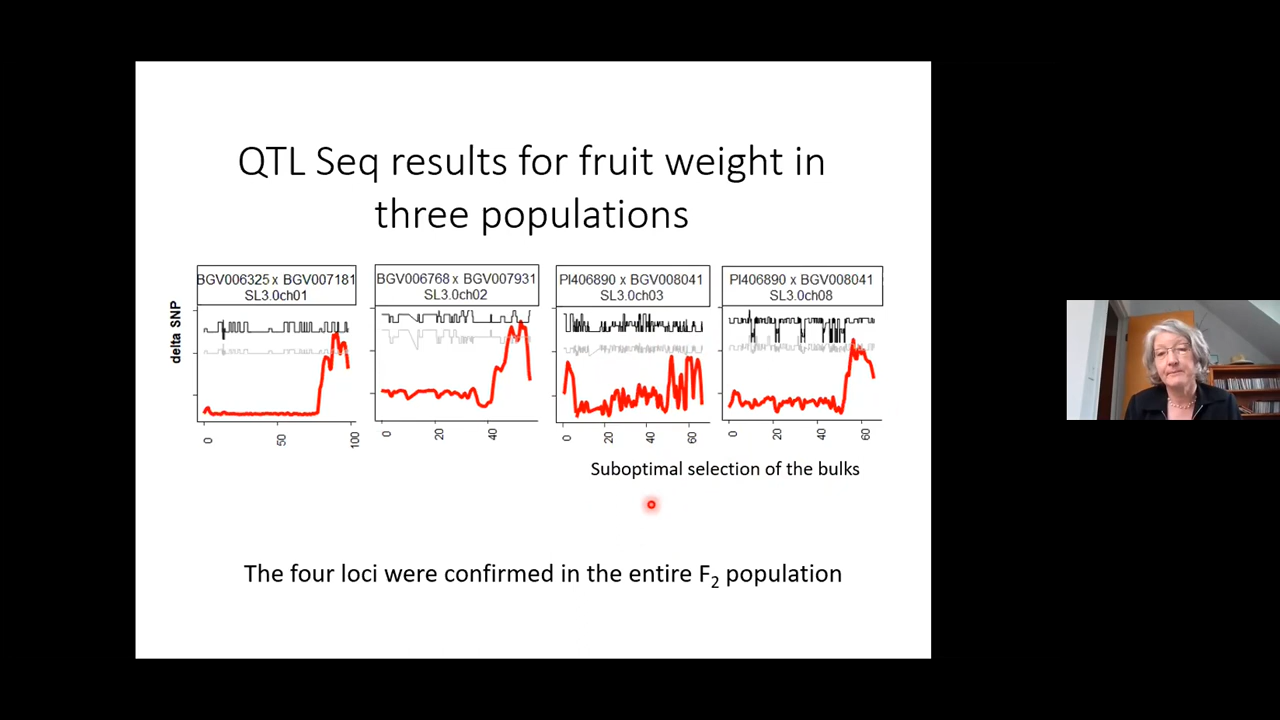 QTL Seq results for fruit weight in
three populations
BGV006325 x BGV007181
SL3.0ch01
BGV006768 x BGV007931
SL3.0ch02
PI406890 x BGV008041
SL3.0ch03
PI406890 x BGV008041
SL3.0ch08
delta SNP
0 50 100
0 20 40
0 20 40 60
0 20 40 60
Suboptimal selection of the bulks
The four loci were confirmed in the entire F₂ population